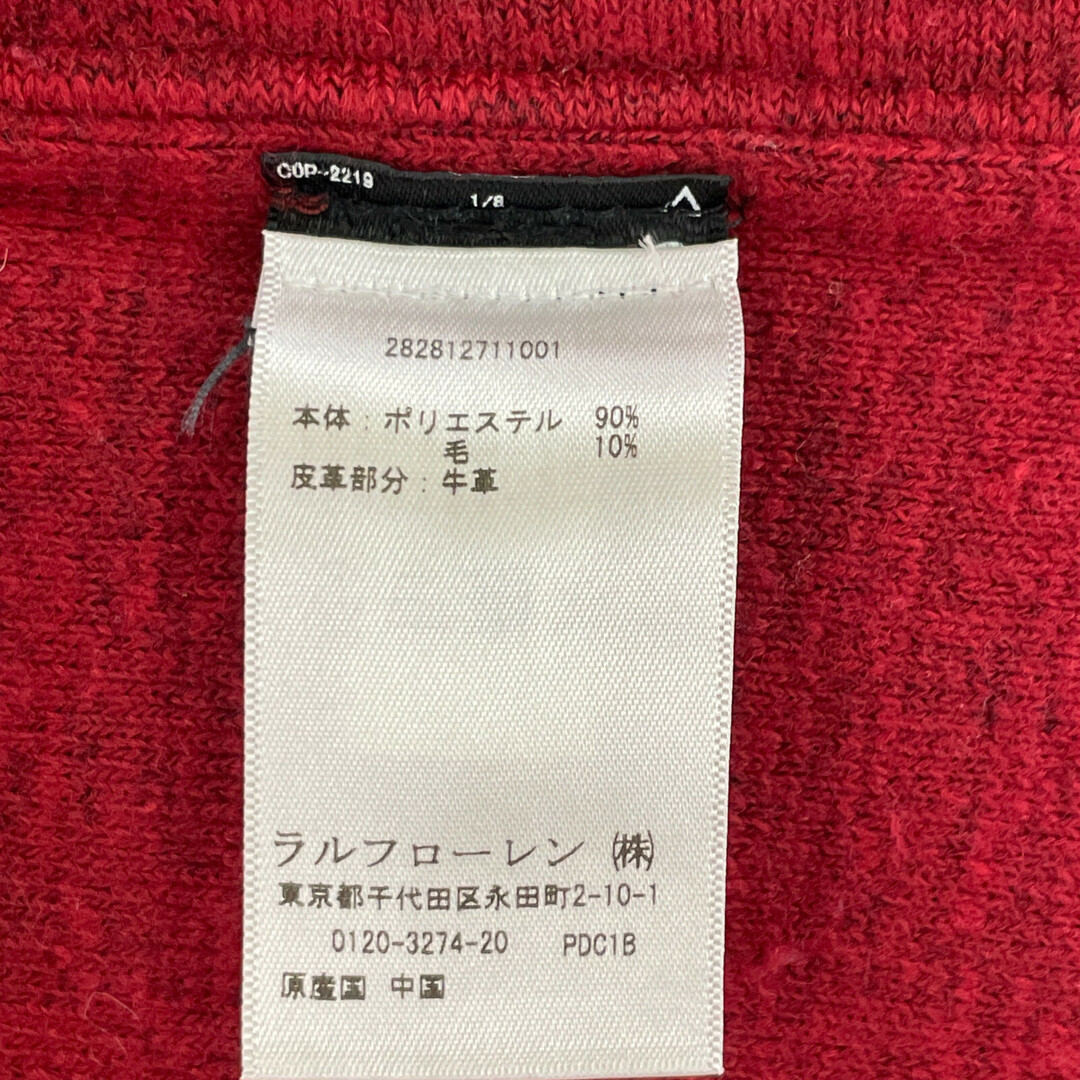 COP-2219
1/8
282812711001
本体：ポリエステル 90%
毛 10%
皮革部分：牛革
ラルフローレン ㈱
東京都千代田区永田町2-10-1
0120-3274-20 PDC1B
原産国 中国